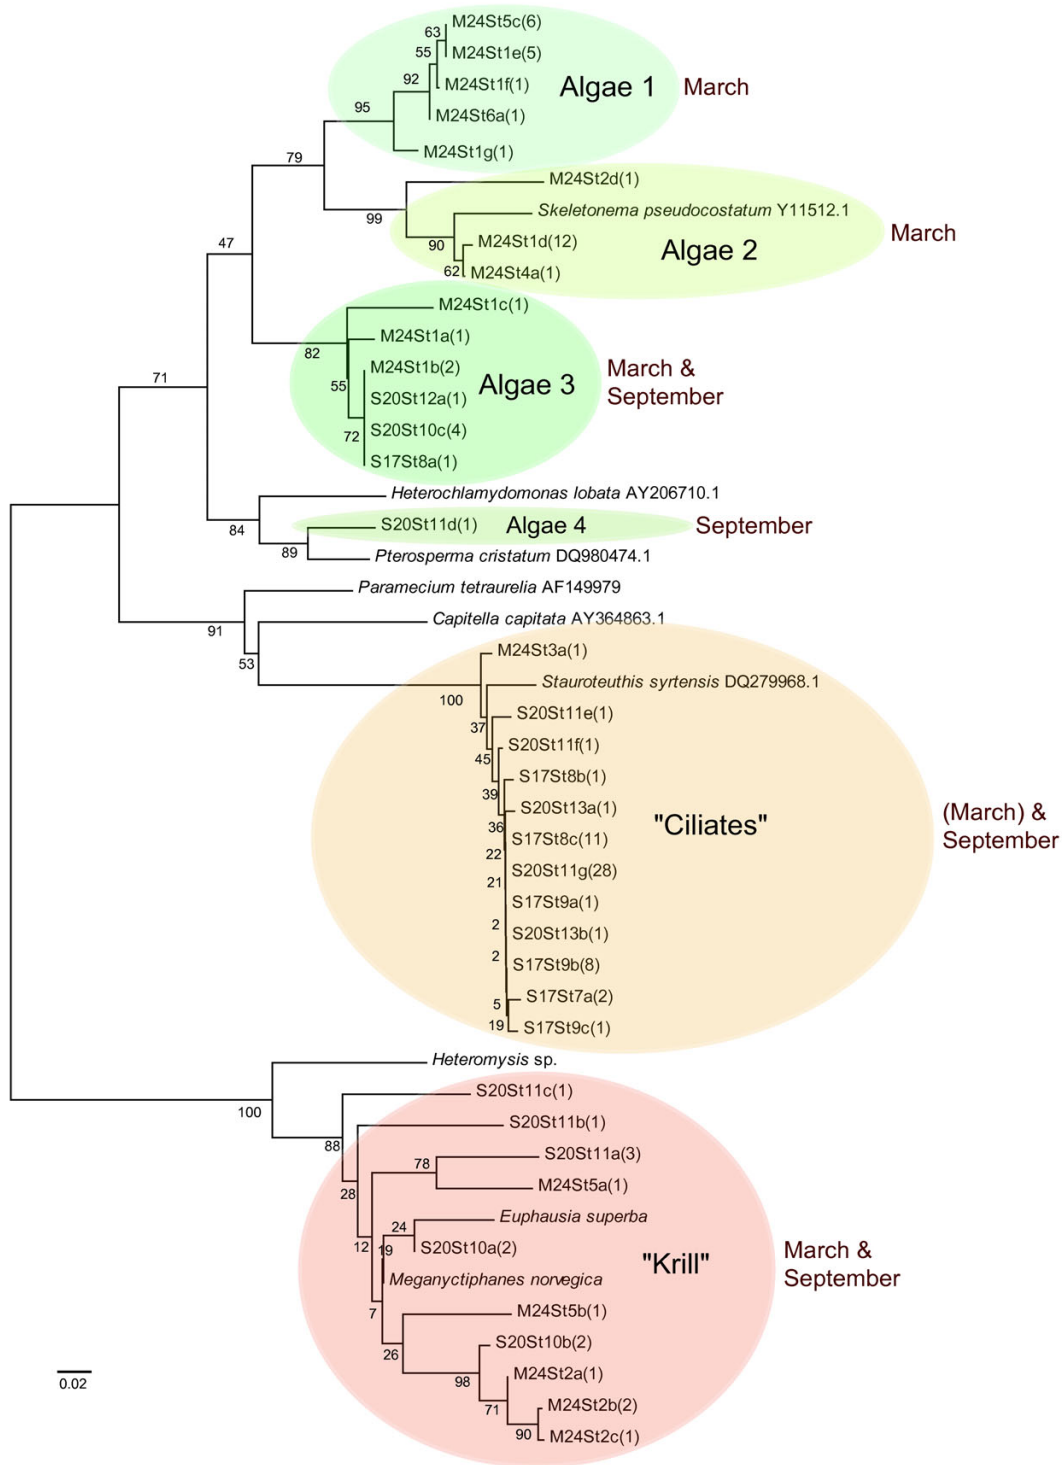 M24St5c(6)
63
M24St1e(5)
55
M24St1f(1)
92
Algae 1
March
95
M24St6a(1)
M24St1g(1)
79
M24St2d(1)
99
Skeletonema pseudocostatum Y11512.1
90
M24St1d(12)
Algae 2
March
62
M24St4a(1)
47
M24St1c(1)
82
M24St1a(1)
55
M24St1b(2)
S20St12a(1)
Algae 3
March &
September
72
S20St10c(4)
S17St8a(1)
71
Heterochlamydomonas lobata AY206710.1
84
S20St11d(1)
Algae 4
September
89
Pterosperma cristatum DQ980474.1
Paramecium tetraurelia AF149979
91
Capitella capitata AY364863.1
53
M24St3a(1)
100
Stauroteuthis syrtensis DQ279968.1
37
S20St11e(1)
45
S20St11f(1)
39
S17St8b(1)
36
S20St13a(1)
"Ciliates"
(March) &
September
22
S17St8c(11)
21
S20St11g(28)
S17St9a(1)
2
S20St13b(1)
2
S17St9b(8)
5
S17St7a(2)
19
S17St9c(1)
Heteromysis sp.
100
S20St11c(1)
88
S20St11b(1)
28
S20St11a(3)
78
M24St5a(1)
12
Euphausia superba
24
19
S20St10a(2)
"Krill"
March &
September
Meganyctiphanes norvegica
7
M24St5b(1)
26
S20St10b(2)
98
M24St2a(1)
71
M24St2b(2)
90
M24St2c(1)
0.02